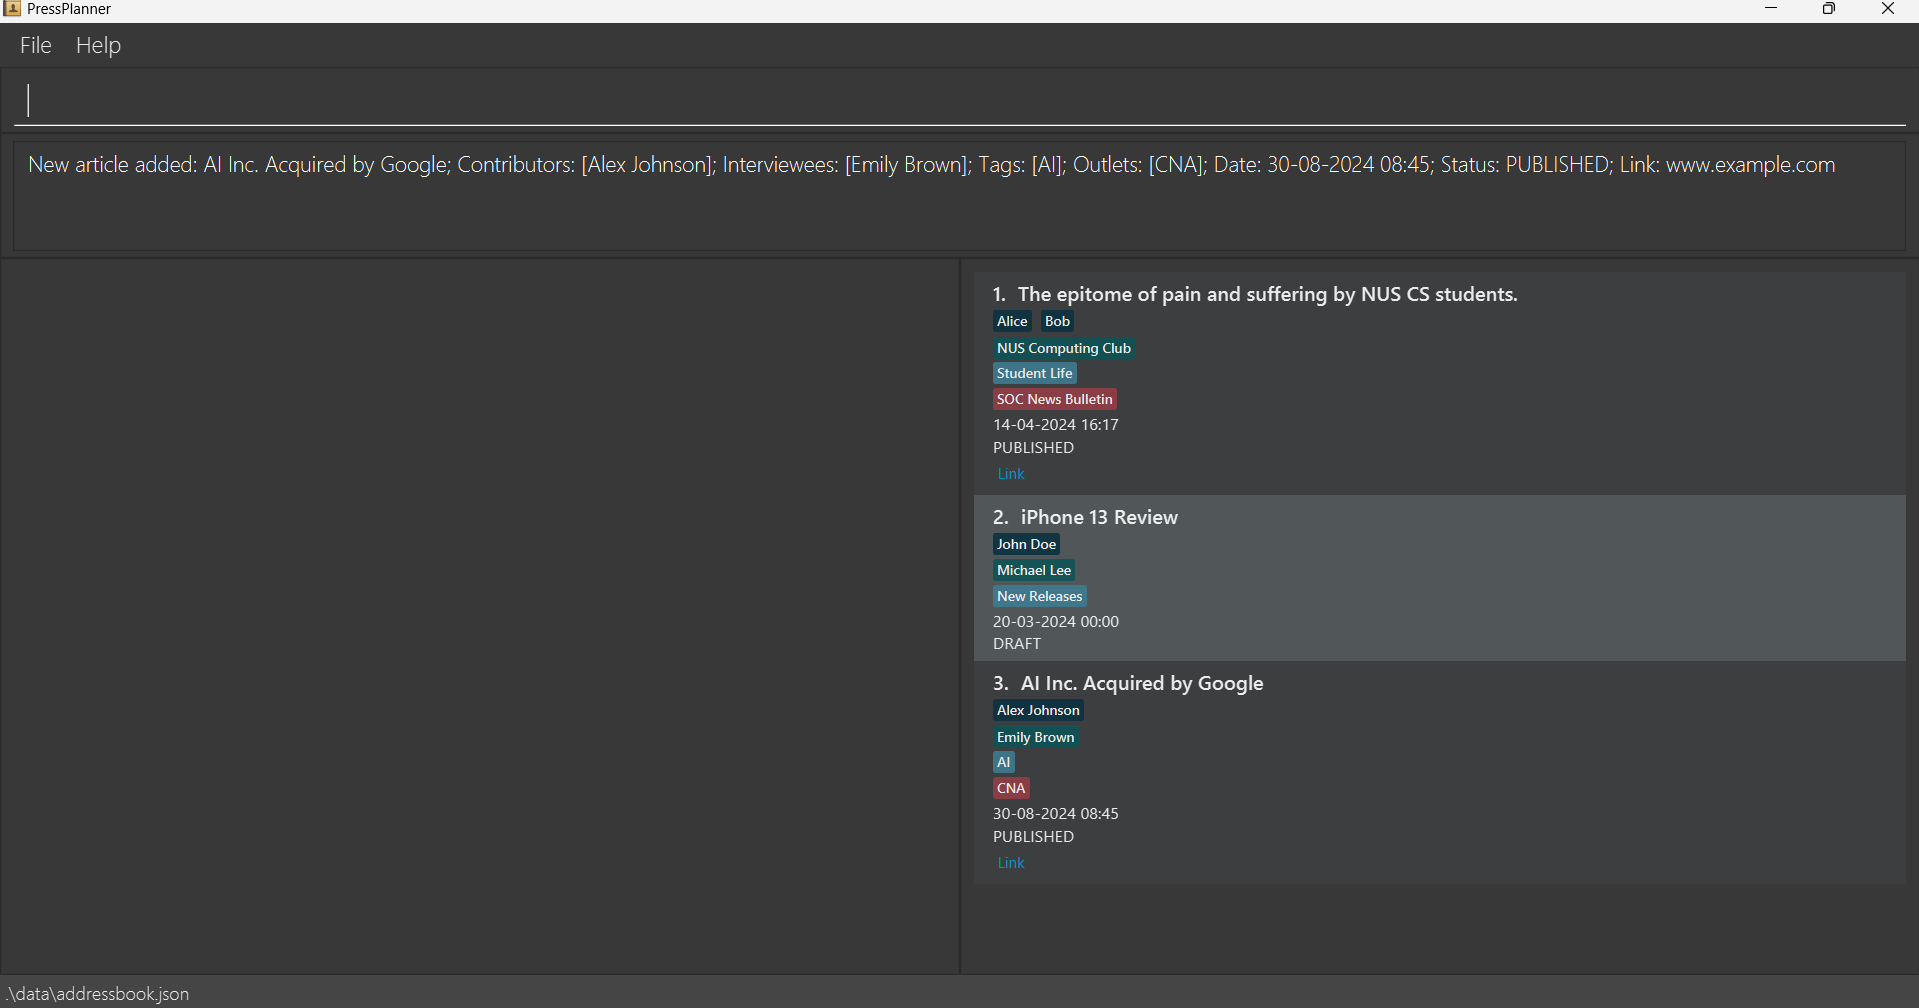 PressPlanner
File Help
New article added: AI Inc. Acquired by Google; Contributors: [Alex Johnson]; Interviewees: [Emily Brown]; Tags: [AI]; Outlets: [CNA]; Date: 30-08-2024 08:45; Status: PUBLISHED; Link: www.example.com
1. The epitome of pain and suffering by NUS CS students.
Alice Bob
NUS Computing Club
Student Life
SOC News Bulletin
14-04-2024 16:17
PUBLISHED
Link
2. iPhone 13 Review
John Doe
Michael Lee
New Releases
20-03-2024 00:00
DRAFT
3. AI Inc. Acquired by Google
Alex Johnson
Emily Brown
AI
CNA
30-08-2024 08:45
PUBLISHED
Link
.\data\addressbook.json